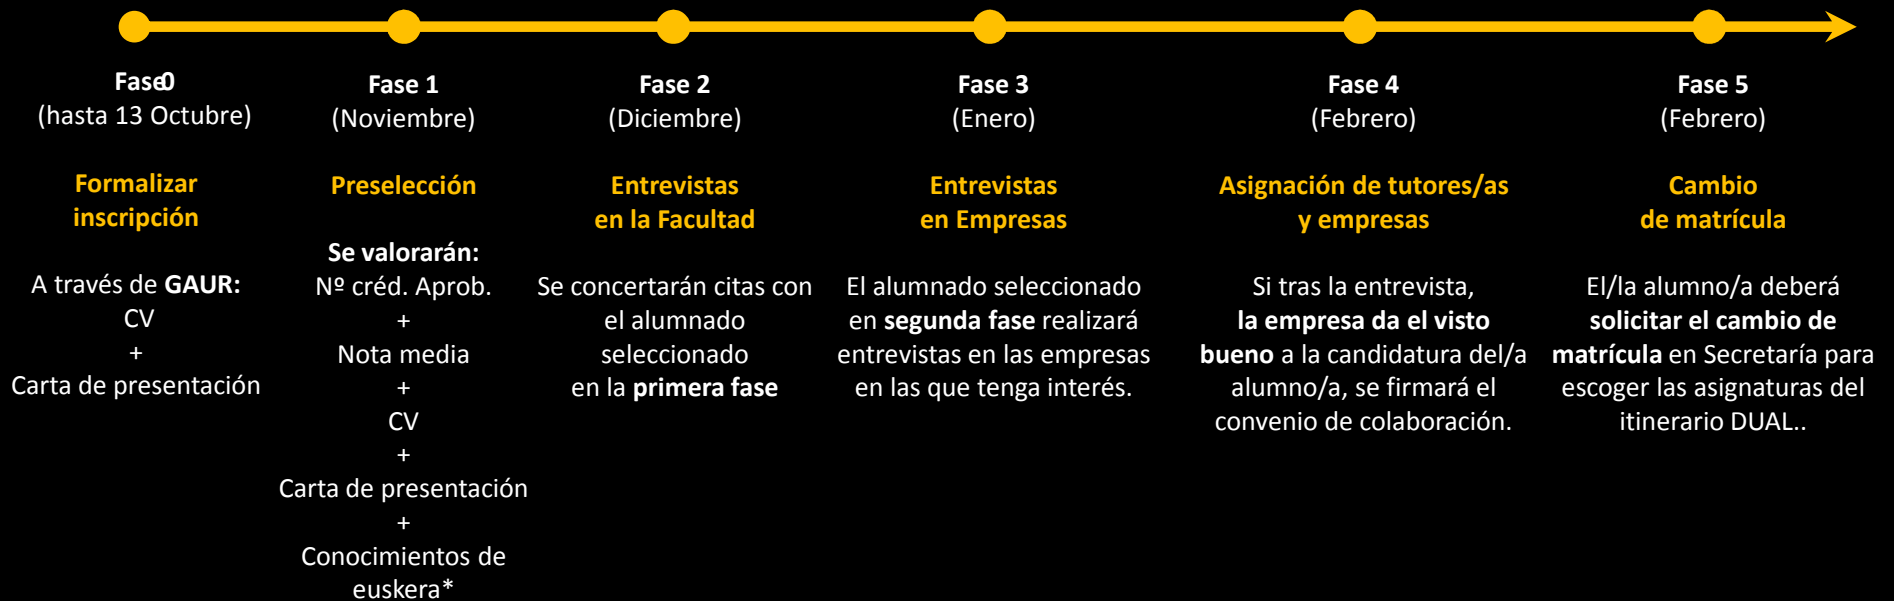 Fase0
(hasta 13 Octubre)
Formalizar
inscripción
A través de GAUR:
CV
+
Carta de presentación
Fase 1
(Noviembre)
Preselección
Se valorarán:
Nº créd. Aprob.
+
Nota media
+
CV
+
Carta de presentación
+
Conocimientos de
euskera*
Fase 2
(Diciembre)
Entrevistas
en la Facultad
Se concertarán citas con
el alumnado
seleccionado
en la primera fase
Fase 3
(Enero)
Entrevistas
en Empresas
El alumnado seleccionado
en segunda fase realizará
entrevistas en las empresas
en las que tenga interés.
Fase 4
(Febrero)
Asignación de tutores/as
y empresas
Si tras la entrevista,
la empresa da el visto
bueno a la candidatura del/a
alumno/a, se firmará el
convenio de colaboración.
Fase 5
(Febrero)
Cambio
de matrícula
El/la alumno/a deberá
solicitar el cambio de
matrícula en Secretaría para
escoger las asignaturas del
itinerario DUAL..